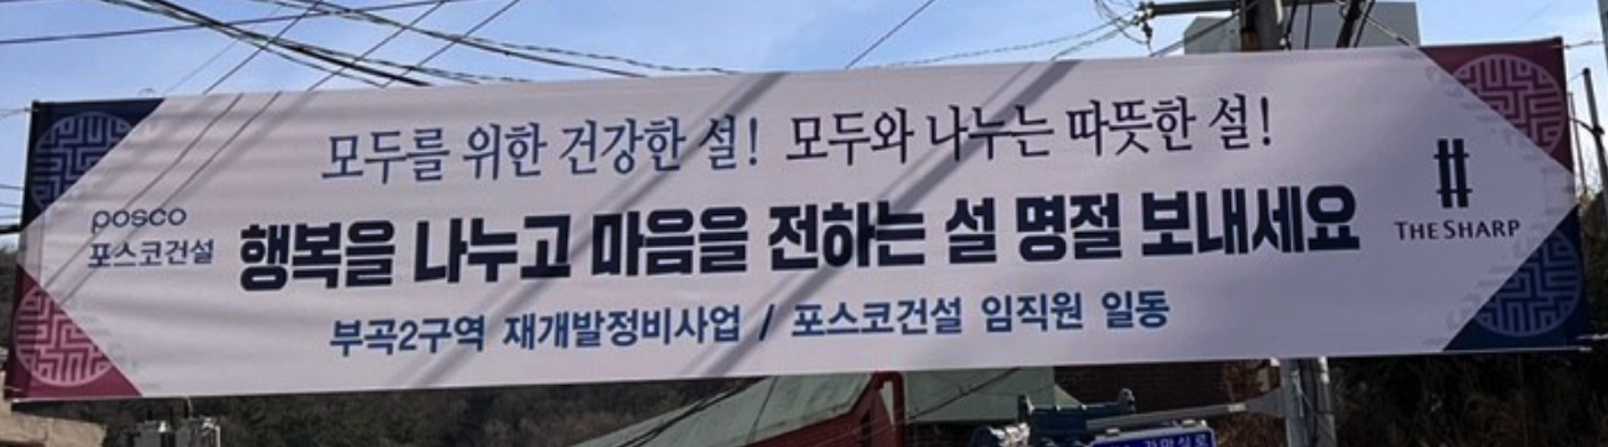 모두를 위한 건강한 설! 모두와 나누는 따뜻한 설!
posco
포스코건설
행복을 나누고 마음을 전하는 설 명절 보내세요
THE SHARP
부곡2구역 재개발정비사업 / 포스코건설 임직원 일동